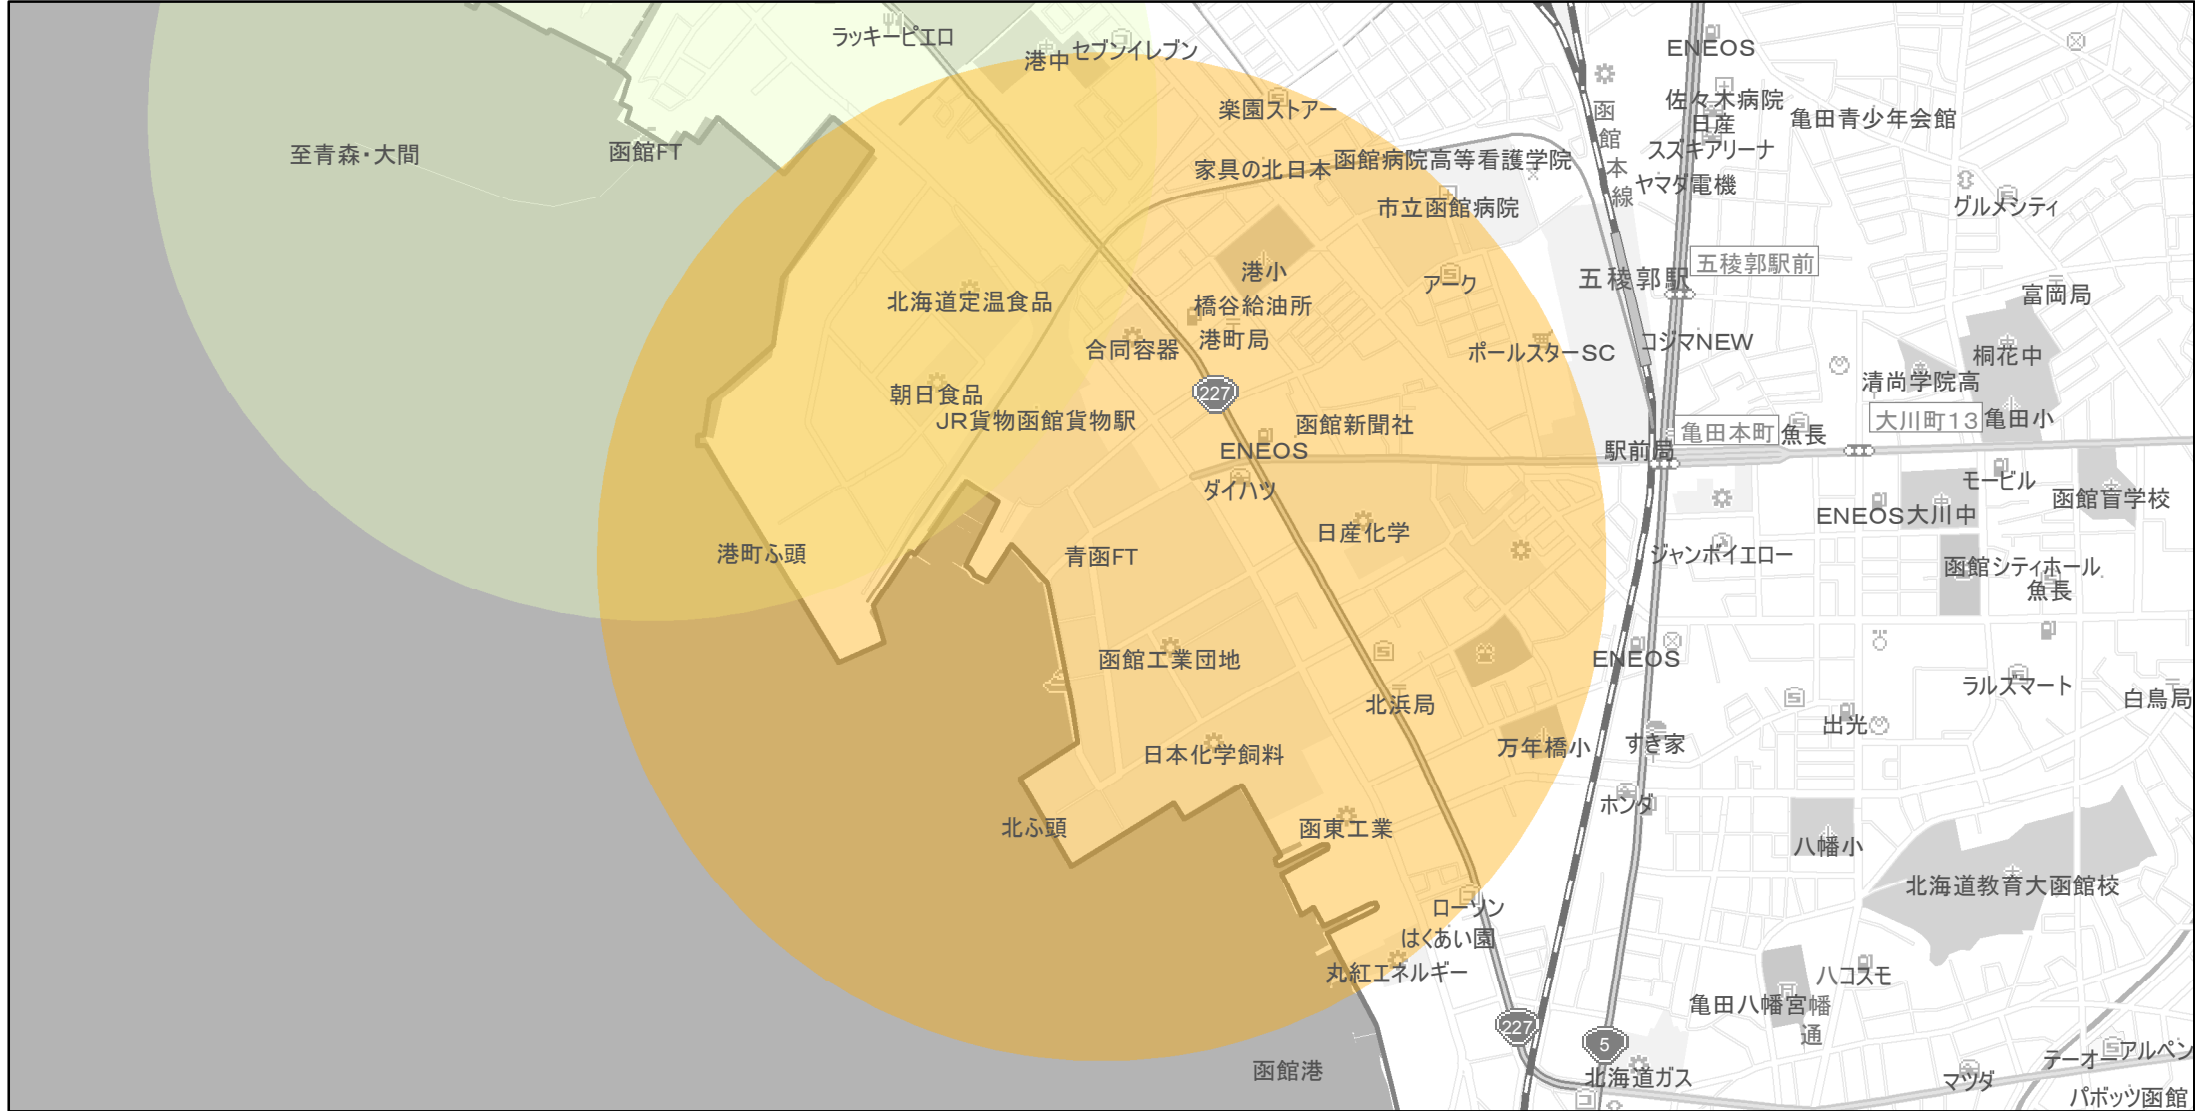 ラッキーピエロ
港中
セブンイレブン
ENEOS
楽園ストアー
佐々木病院
日産
亀田青少年会館
至青森・大間
函館FT
函館本線
スズキアリーナ
家具の北日本
函館病院高等看護学院
ヤマダ電機
市立函館病院
グルメシティ
港小
五稜郭駅
五稜郭駅前
アーク
北海道定温食品
橋谷給油所
富岡局
合同容器
港町局
ポールスターSC
コジマNEW
桐花中
清尚学院高
朝日食品
227
JR貨物函館貨物駅
函館新聞社
亀田本町
魚長
大川町13
亀田小
ENEOS
駅前局
ダイハツ
モービル
函館盲学校
ENEOS
大川中
日産化学
港町ふ頭
青函FT
ジャンボイエロー
函館シティホール
魚長
函館工業団地
ENEOS
北浜局
ラルズマート
白鳥局
出光
日本化学飼料
万年橋小
すき家
ホンダ
北ふ頭
函東工業
八幡小
北海道教育大函館校
ローソン
はくあい園
丸紅エネルギー
ハコスモ
亀田八幡宮
八幡通
227
5
函館港
北海道ガス
テーオー
アルペン
マツダ
パボッツ函館